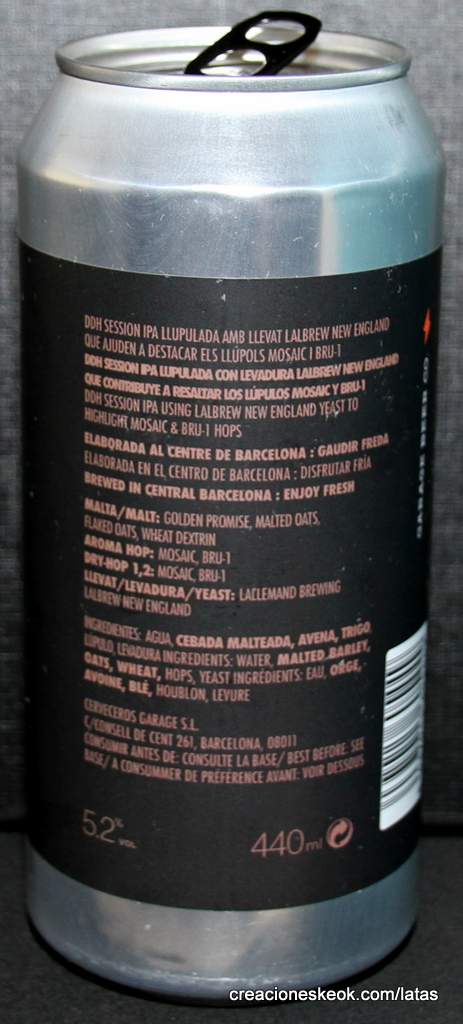 DDH SESSION IPA LLUPULADA AMB LLEVAT LALBREW NEW ENGLAND
QUE AJUDEN A DESTACAR ELS LLÚPOLS MOSAIC I BRU-1
DDH SESSION IPA LUPULADA CON LEVADURA LALBREW NEW ENGLAND
QUE CONTRIBUYE A RESALTAR LOS LÚPULOS MOSAIC Y BRU-1
DDH SESSION IPA USING LALBREW NEW ENGLAND YEAST TO
HIGHLIGHT MOSAIC & BRU-1 HOPS
ELABORADA AL CENTRE DE BARCELONA : GAUDIR FREDA
ELABORADA EN EL CENTRO DE BARCELONA : DISFRUTAR FRÍA
BREWED IN CENTRAL BARCELONA : ENJOY FRESH
MALTA/MALT: GOLDEN PROMISE, MALTED OATS,
FLAKED OATS, WHEAT DEXTRIN
AROMA HOP: MOSAIC, BRU-1
DRY-HOP 1,2: MOSAIC, BRU-1
LLEVAT/LEVADURA/YEAST: LACLEMAND BREWING
LALBREW NEW ENGLAND
INGREDIENTES: AGUA, CEBADA MALTEADA, AVENA, TRIGO,
LÚPULO, LEVADURA INGREDIENTS: WATER, MALTED BARLEY,
OATS, WHEAT, HOPS, YEAST INGRÉDIENTS: EAU, ORGE,
AVOINE, BLÉ, HOUBLON, LEVURE
CERVECEROS GARAGE S.L.
C/CONSELL DE CENT 261, BARCELONA, 08011
CONSUMIR ANTES DE: CONSULTE LA BASE/ BEST BEFORE: SEE
BASE/ A CONSUMMER DE PRÉFÉRENCE AVANT: VOIR DESSOUS
5.2% VOL
440ml
GARAGE BEER CO
creacioneskeok.com/latas